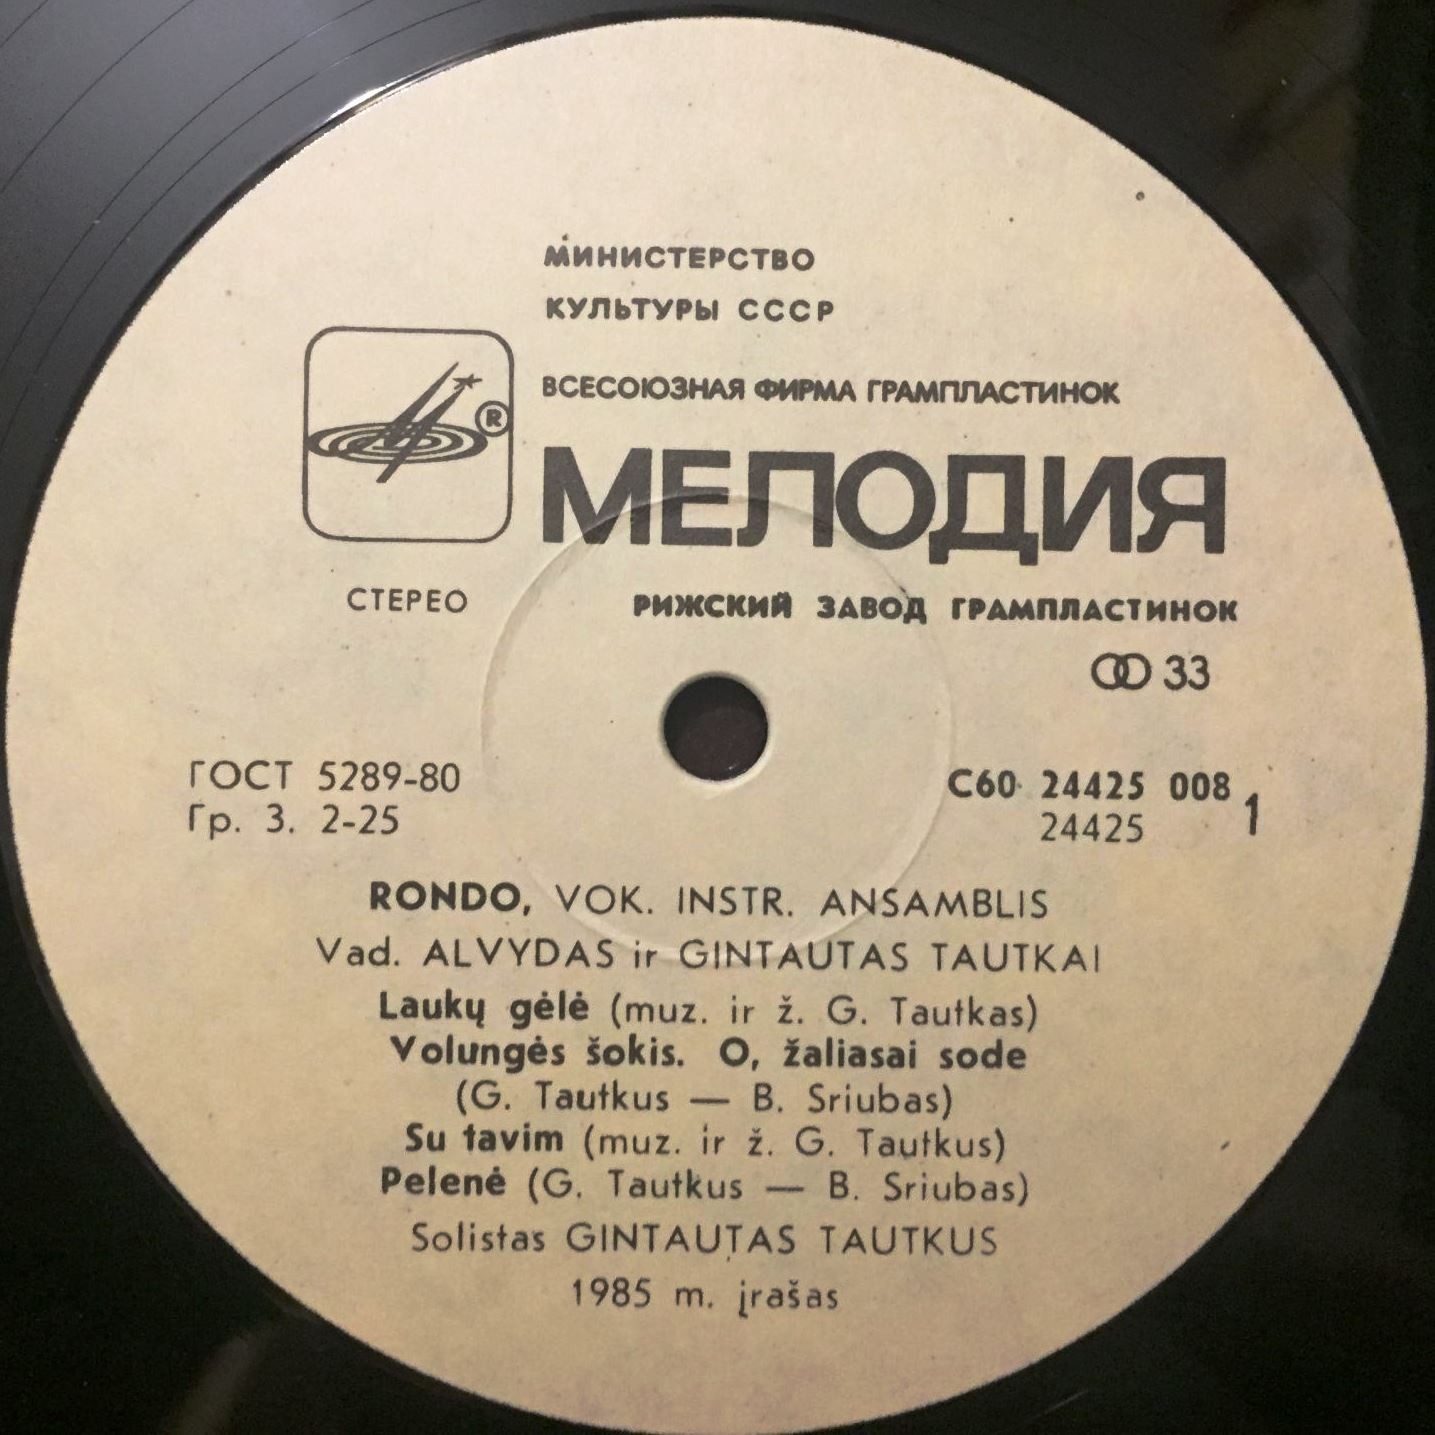 МИНИСТЕРСТВО
КУЛЬТУРЫ СССР
ВСЕСОЮЗНАЯ ФИРМА ГРАМПЛАСТИНОК
®
МЕЛОДИЯ
СТЕРЕО
РИЖСКИЙ ЗАВОД ГРАМПЛАСТИНОК
33
ГОСТ 5289-80
Гр. 3. 2-25
С60 24425 008
24425
1
RONDO, VOK. INSTR. ANSAMBLIS
Vad. ALVYDAS ir GINTAUTAS TAUTKAI
Laukų gėlė (muz. ir ž. G. Tautkas)
Volungės šokis. O, žaliasai sode
(G. Tautkus — B. Sriubas)
Su tavim (muz. ir ž. G. Tautkus)
Pelenė (G. Tautkus — B. Sriubas)
Solistas GINTAUTAS TAUTKUS
1985 m. įrašas